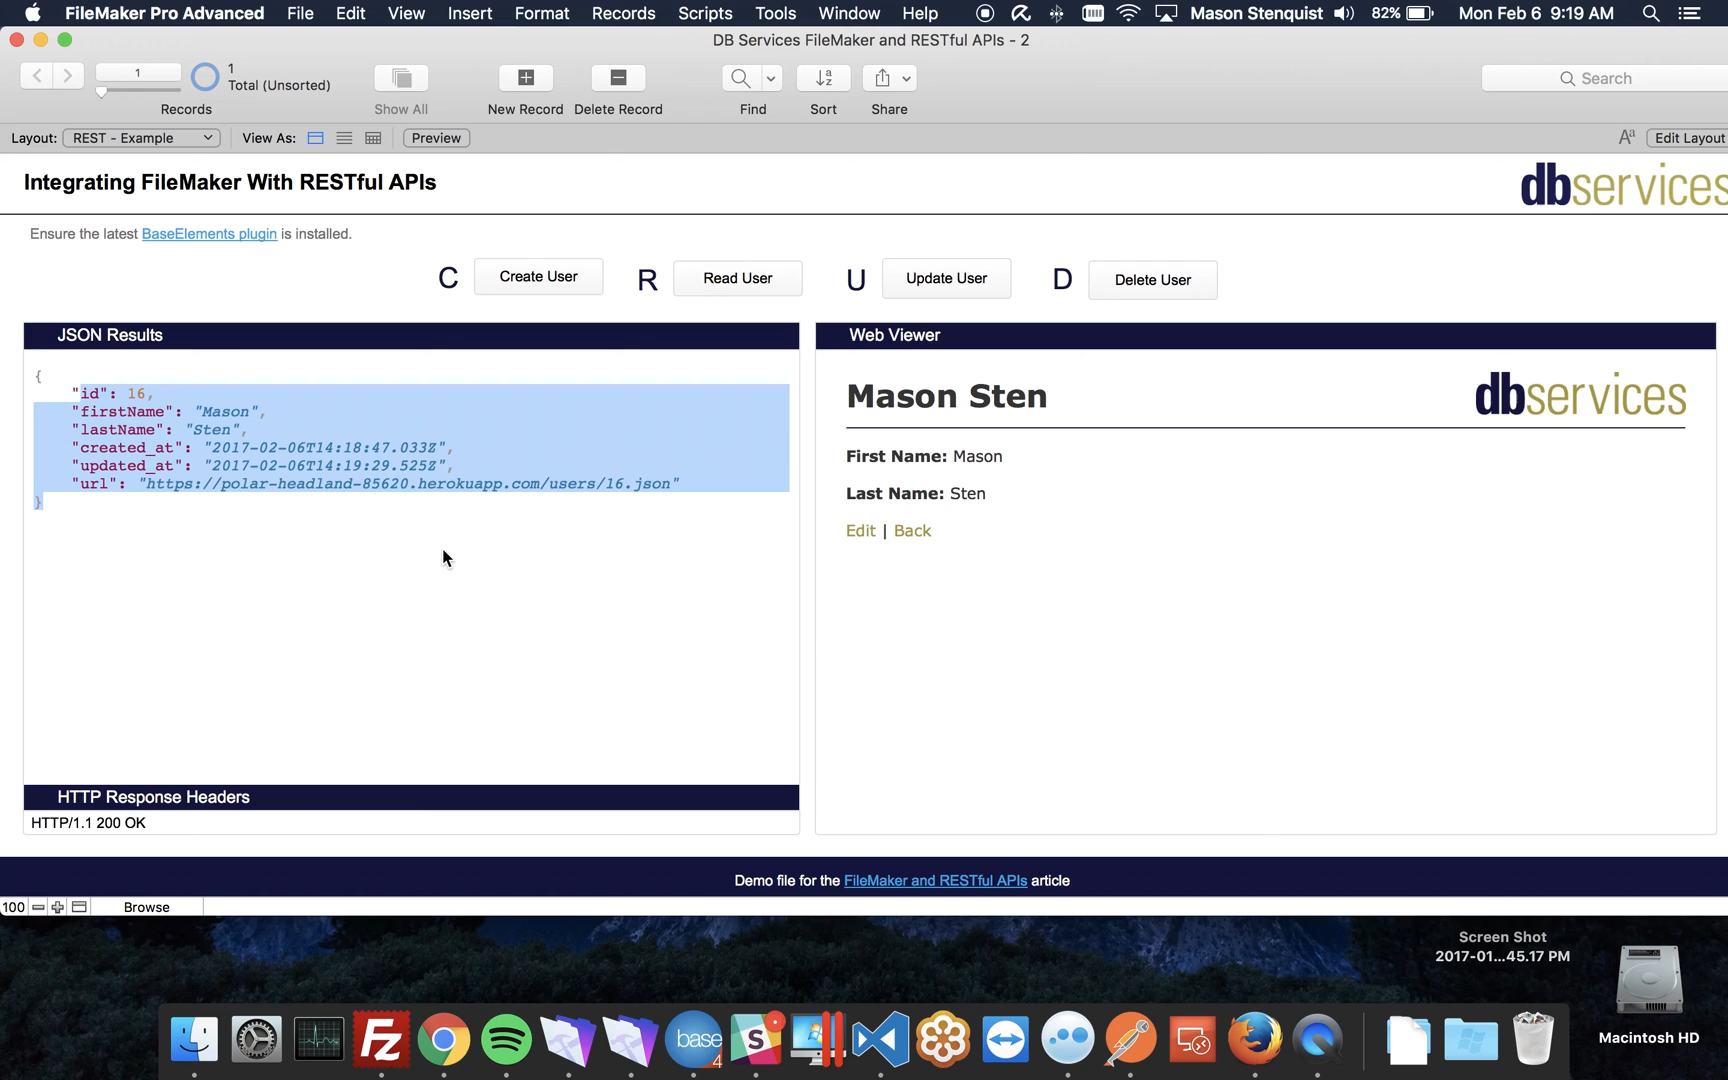 FileMaker Pro Advanced File Edit View Insert Format Records Scripts Tools Window Help Mason Stenquist 82% Mon Feb 6 9:19 AM
DB Services FileMaker and RESTful APIs - 2
1
1
Total (Unsorted)
Search
Records Show All New Record Delete Record Find Sort Share
Layout: REST - Example View As: Preview Aa Edit Layout
Integrating FileMaker With RESTful APIs
dbservices
Ensure the latest BaseElements plugin is installed.
C Create User R Read User U Update User D Delete User
JSON Results
{
"id": 16,
"firstName": "Mason",
"lastName": "Sten",
"created_at": "2017-02-06T14:18:47.033Z",
"updated_at": "2017-02-06T14:19:29.525Z",
"url": "https://polar-headland-85620.herokuapp.com/users/16.json"
}
HTTP Response Headers
HTTP/1.1 200 OK
Web Viewer
Mason Sten
dbservices
First Name: Mason
Last Name: Sten
Edit | Back
Demo file for the FileMaker and RESTful APIs article
100 Browse
Screen Shot
2017-01...45.17 PM
Macintosh HD
Fz
base
4
S